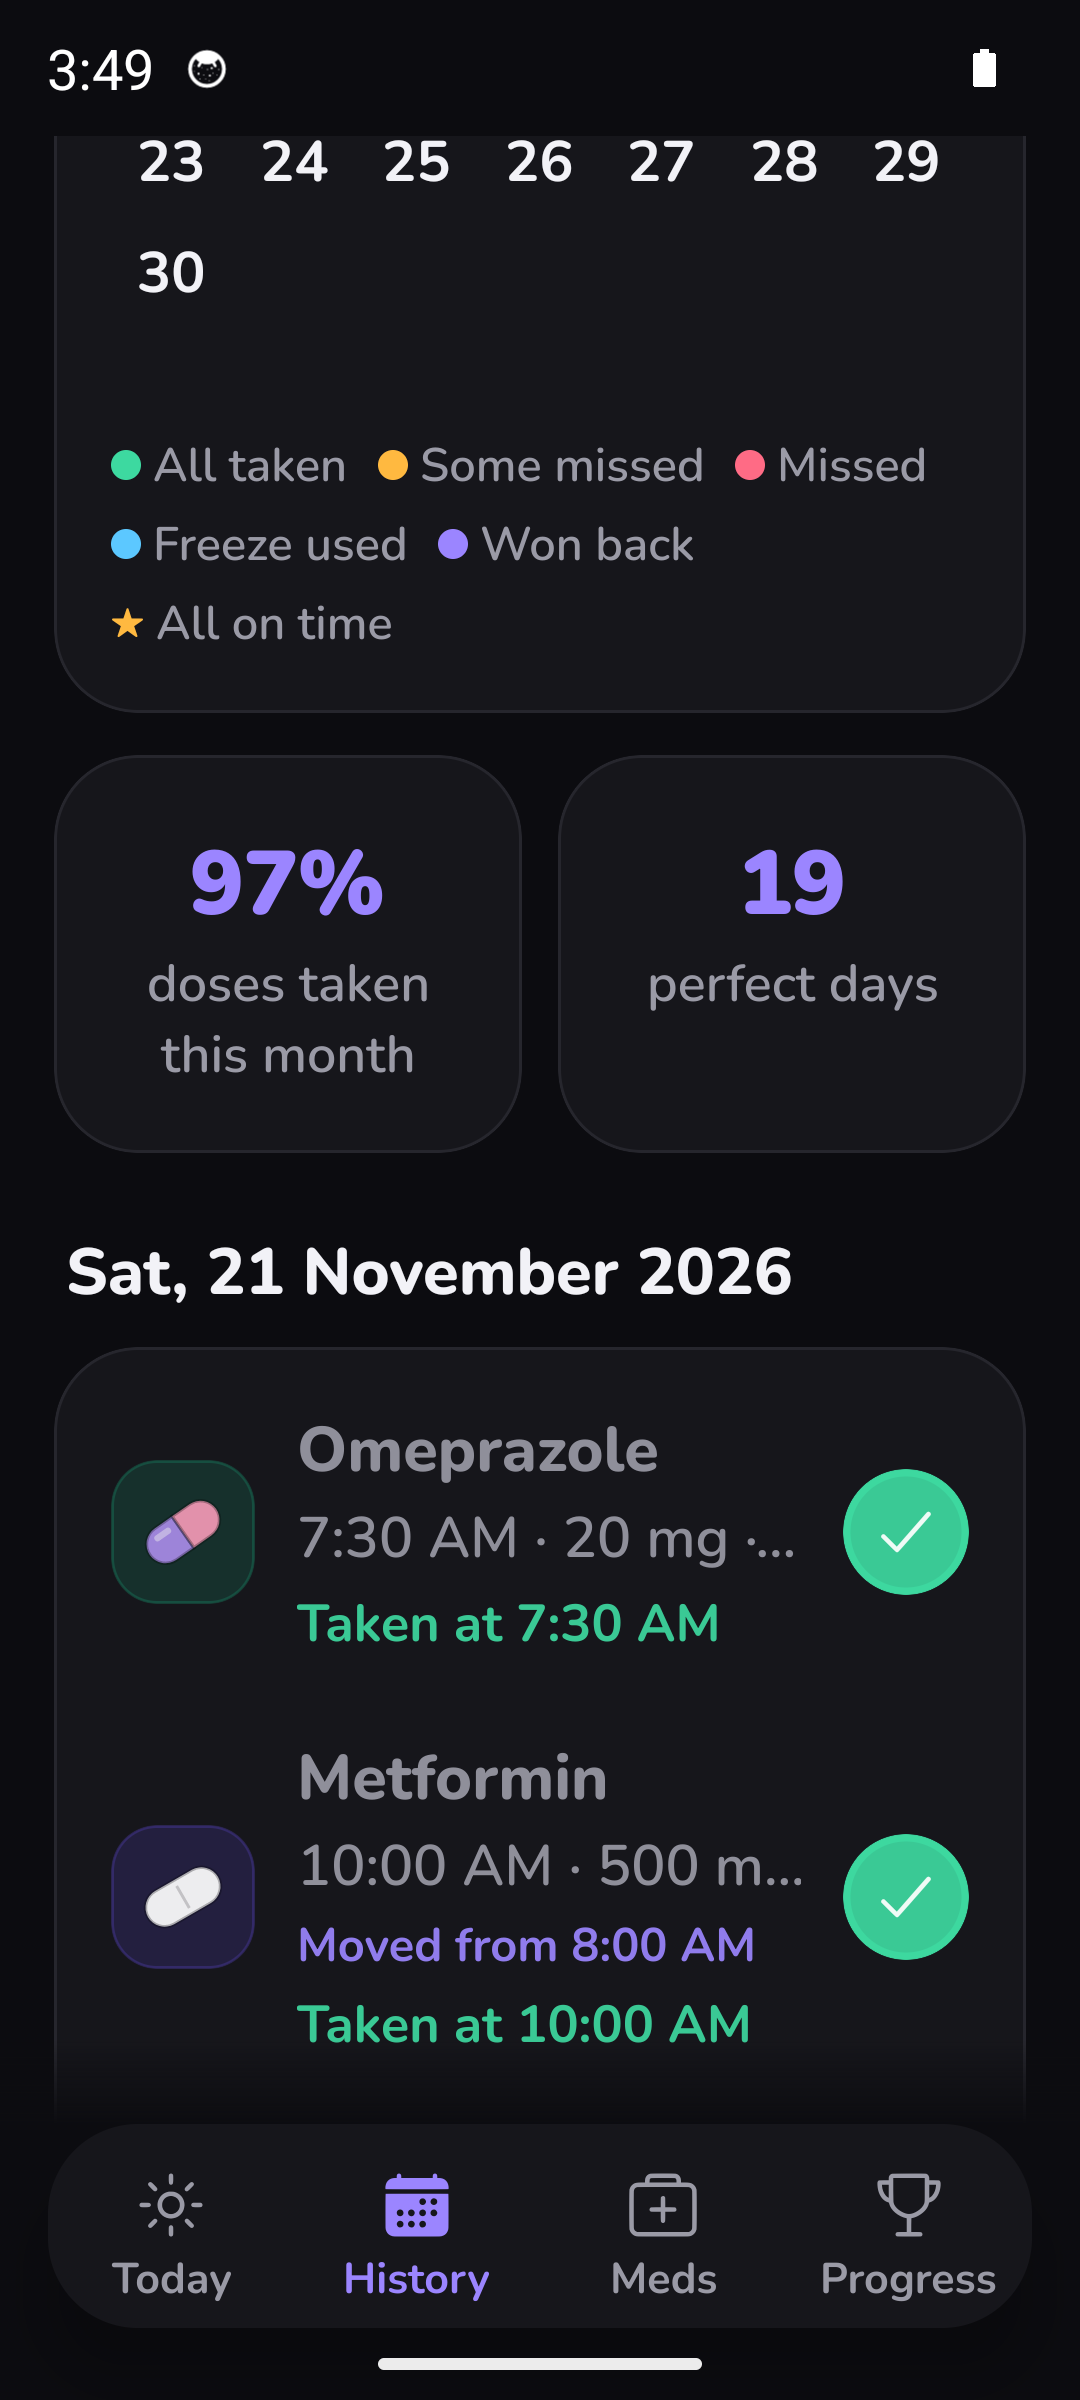 3:49
23 24 25 26 27 28 29
30
All taken Some missed Missed
Freeze used Won back
All on time
97%
doses taken
this month
19
perfect days
Sat, 21 November 2026
Omeprazole
7:30 AM · 20 mg ·...
Taken at 7:30 AM
Metformin
10:00 AM · 500 m...
Moved from 8:00 AM
Taken at 10:00 AM
Today History Meds Progress